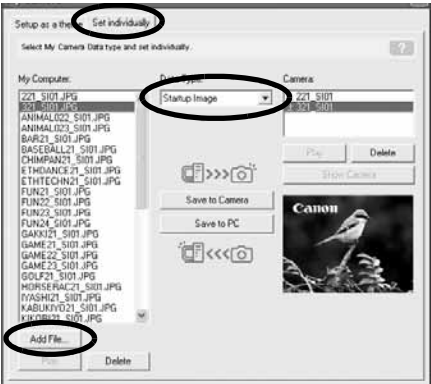 Setup as a theme Set individually
Select My Camera Data type and set individually.
?
My Computer:
221_SI01.JPG
321_SI01.JPG
ANIMAL022_SI01.JPG
ANIMAL023_SI01.JPG
BAR21_SI01.JPG
BASEBALL21_SI01.JPG
CHIMPAN21_SI01.JPG
ETHDANCE21_SI01.JPG
ETHTECHN21_SI01.JPG
FUN21_SI01.JPG
FUN22_SI01.JPG
FUN23_SI01.JPG
FUN24_SI01.JPG
GAKKI21_SI01.JPG
GAME21_SI01.JPG
GAME22_SI01.JPG
GAME23_SI01.JPG
GOLF21_SI01.JPG
HORSERAC21_SI01.JPG
IYASHI21_SI01.JPG
KABUKIYO21_SI01.JPG
KIKORI21_SI01.JPG
Add File...
Play Delete
Data Type:
Startup Image
>>>
Save to Camera
Save to PC
<<<
Camera:
221_SI01
Play Delete
Show Camera
Canon